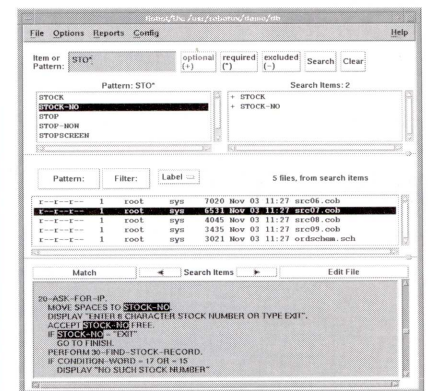 File Options Reports Config Help
Item or Pattern: STO* optional (+) required (*) excluded (-) Search Clear
Pattern: STO* Search Items: 2
STOCK + STOCK
STOCK-NO + STOCK-NO
STOP
STOP-NOW
STOPSCREEN
Pattern: Filter: Label 5 files, from search items
r--r--r-- 1 root sys 7020 Nov 03 11:27 src06.cob
r--r--r-- 1 root sys 6531 Nov 03 11:27 src07.cob
r--r--r-- 1 root sys 4045 Nov 03 11:27 src08.cob
r--r--r-- 1 root sys 3435 Nov 03 11:27 src09.cob
r--r--r-- 1 root sys 3021 Nov 03 11:27 ordschem.sch
Match Search Items Edit File
20-ASK-FOR-IP.
MOVE SPACES TO STOCK-NO.
DISPLAY "ENTER 6 CHARACTER STOCK NUMBER OR TYPE EXIT".
ACCEPT STOCK-NO FREE.
IF STOCK-NO = "EXIT"
GO TO FINISH.
PERFORM 30-FIND-STOCK-RECORD.
IF CONDITION-WORD = 17 OR = 15
DISPLAY "NO SUCH STOCK NUMBER"